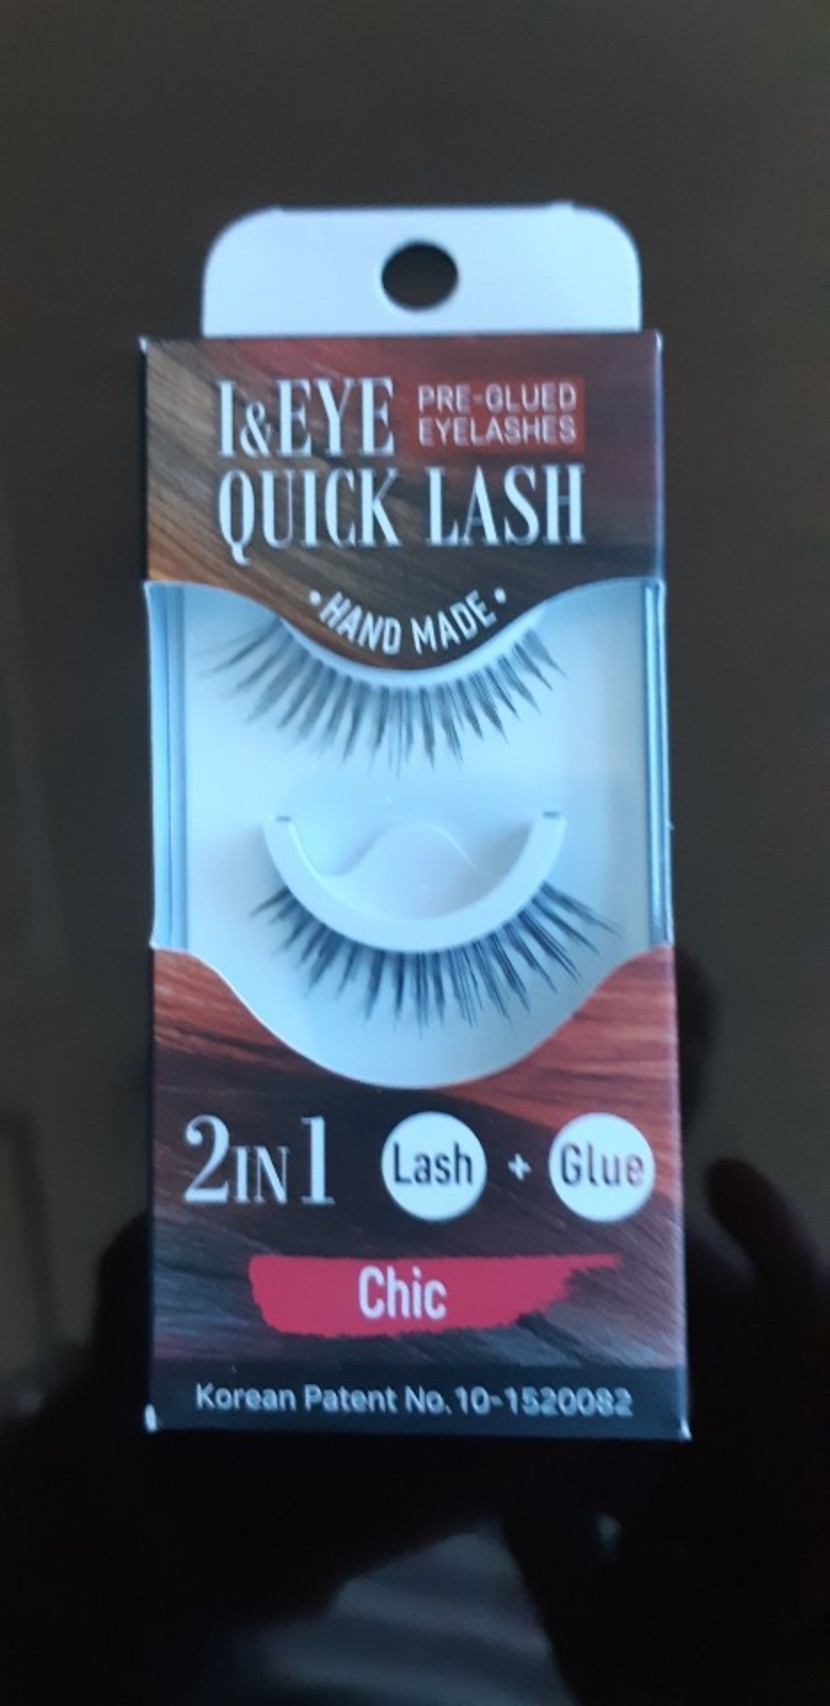 I&EYE PRE-GLUED
EYELASHES
QUICK LASH
• HAND MADE •
2IN1 Lash + Glue
Chic
Korean Patent No.10-1520082